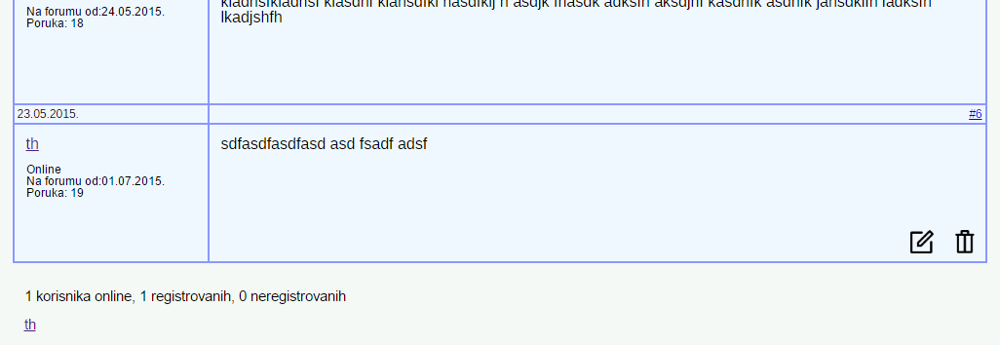 Na forumu od:24.05.2015.
Poruka: 18
lkadjshfh
23.05.2015.
#6
th
Online
Na forumu od:01.07.2015.
Poruka: 19
sdfasdfasdfasd asd fsadf adsf
1 korisnika online, 1 registrovanih, 0 neregistrovanih
th